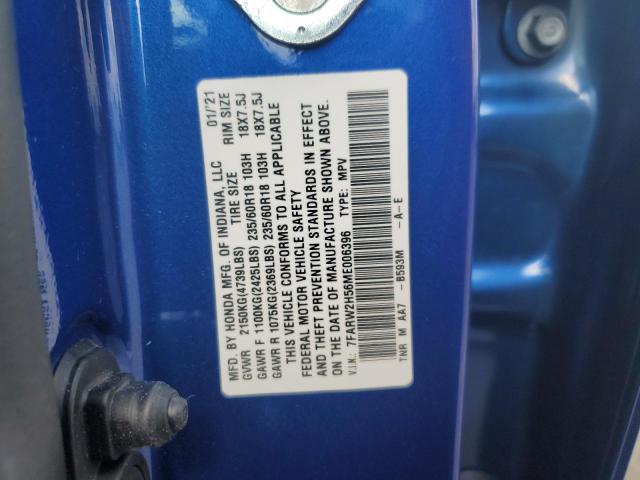 MFD. BY HONDA MFG. OF INDIANA, LLC 01/'21
TIRE SIZE RIM SIZE
GVWR 2150KG(4739LBS)
GAWR F 1100KG(2425LBS) 235/60R18 103H 18X7.5J
GAWR R 1075KG(2369LBS) 235/60R18 103H 18X7.5J
THIS VEHICLE CONFORMS TO ALL APPLICABLE
FEDERAL MOTOR VEHICLE SAFETY
AND THEFT PREVENTION STANDARDS IN EFFECT
ON THE DATE OF MANUFACTURE SHOWN ABOVE.
V.I.N.: 7FARW2H56ME006396 TYPE: MPV
TNR M AA7 -B593M -A-E